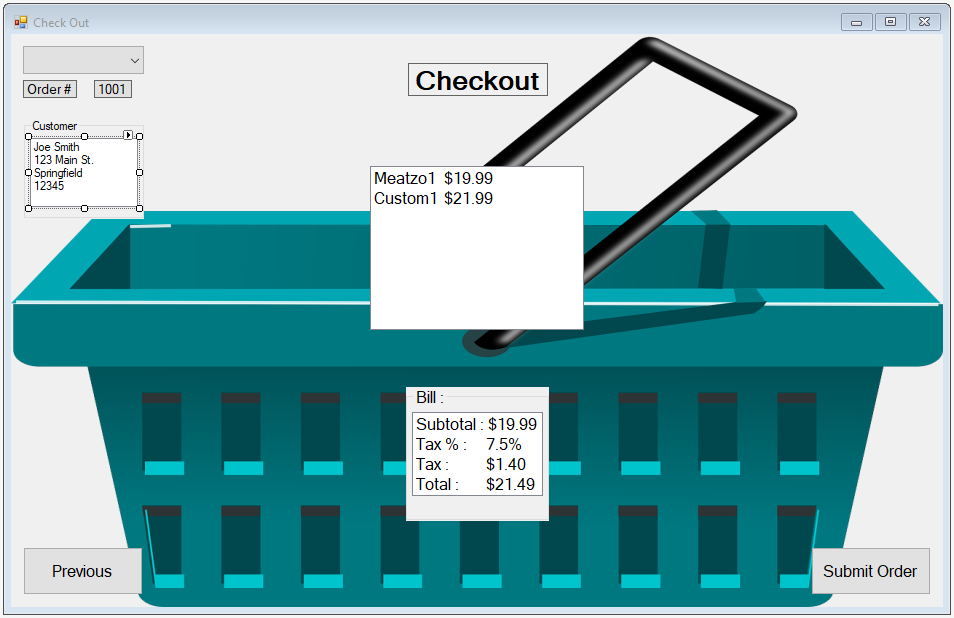 Check Out
Checkout
Order # 1001
Customer
Joe Smith
123 Main St.
Springfield
12345
Meatzo1 $19.99
Custom1 $21.99
Bill :
Subtotal : $19.99
Tax % : 7.5%
Tax : $1.40
Total : $21.49
Previous
Submit Order